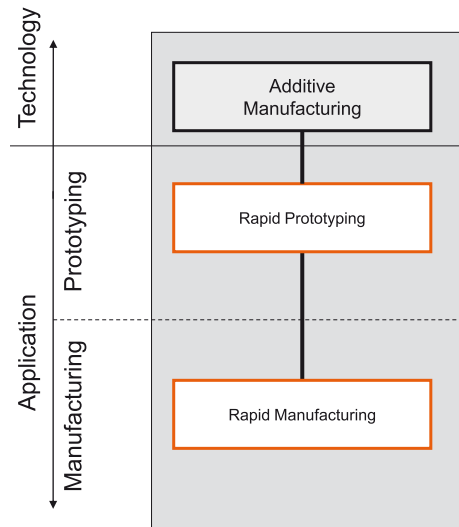 Technology
Additive
Manufacturing
Prototyping
Rapid Prototyping
Application
Manufacturing
Rapid Manufacturing